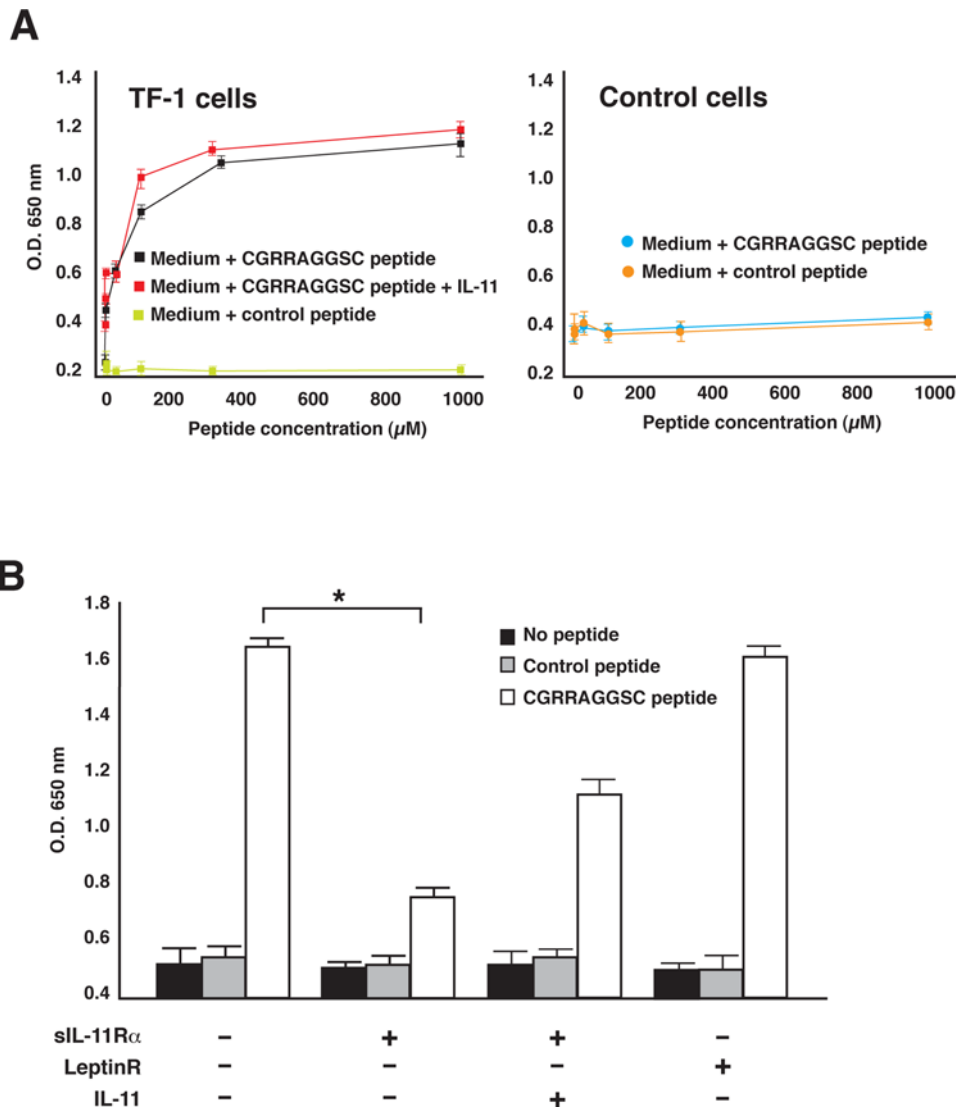 A
TF-1 cells
O.D. 650 nm
1.4
1.2
1.0
0.8
0.6
0.4
0.2
Medium + CGRRAGGSC peptide
Medium + CGRRAGGSC peptide + IL-11
Medium + control peptide
0 200 400 600 800 1000
Peptide concentration (µM)
Control cells
1.4
1.2
1.0
0.8
0.6
0.4
0.2
Medium + CGRRAGGSC peptide
Medium + control peptide
0 200 400 600 800 1000
Peptide concentration (µM)
B
O.D. 650 nm
1.8
1.6
1.4
1.2
1.0
0.8
0.6
0.4
*
No peptide
Control peptide
CGRRAGGSC peptide
sIL-11Rα – + + –
LeptinR – – – +
IL-11 – – + –